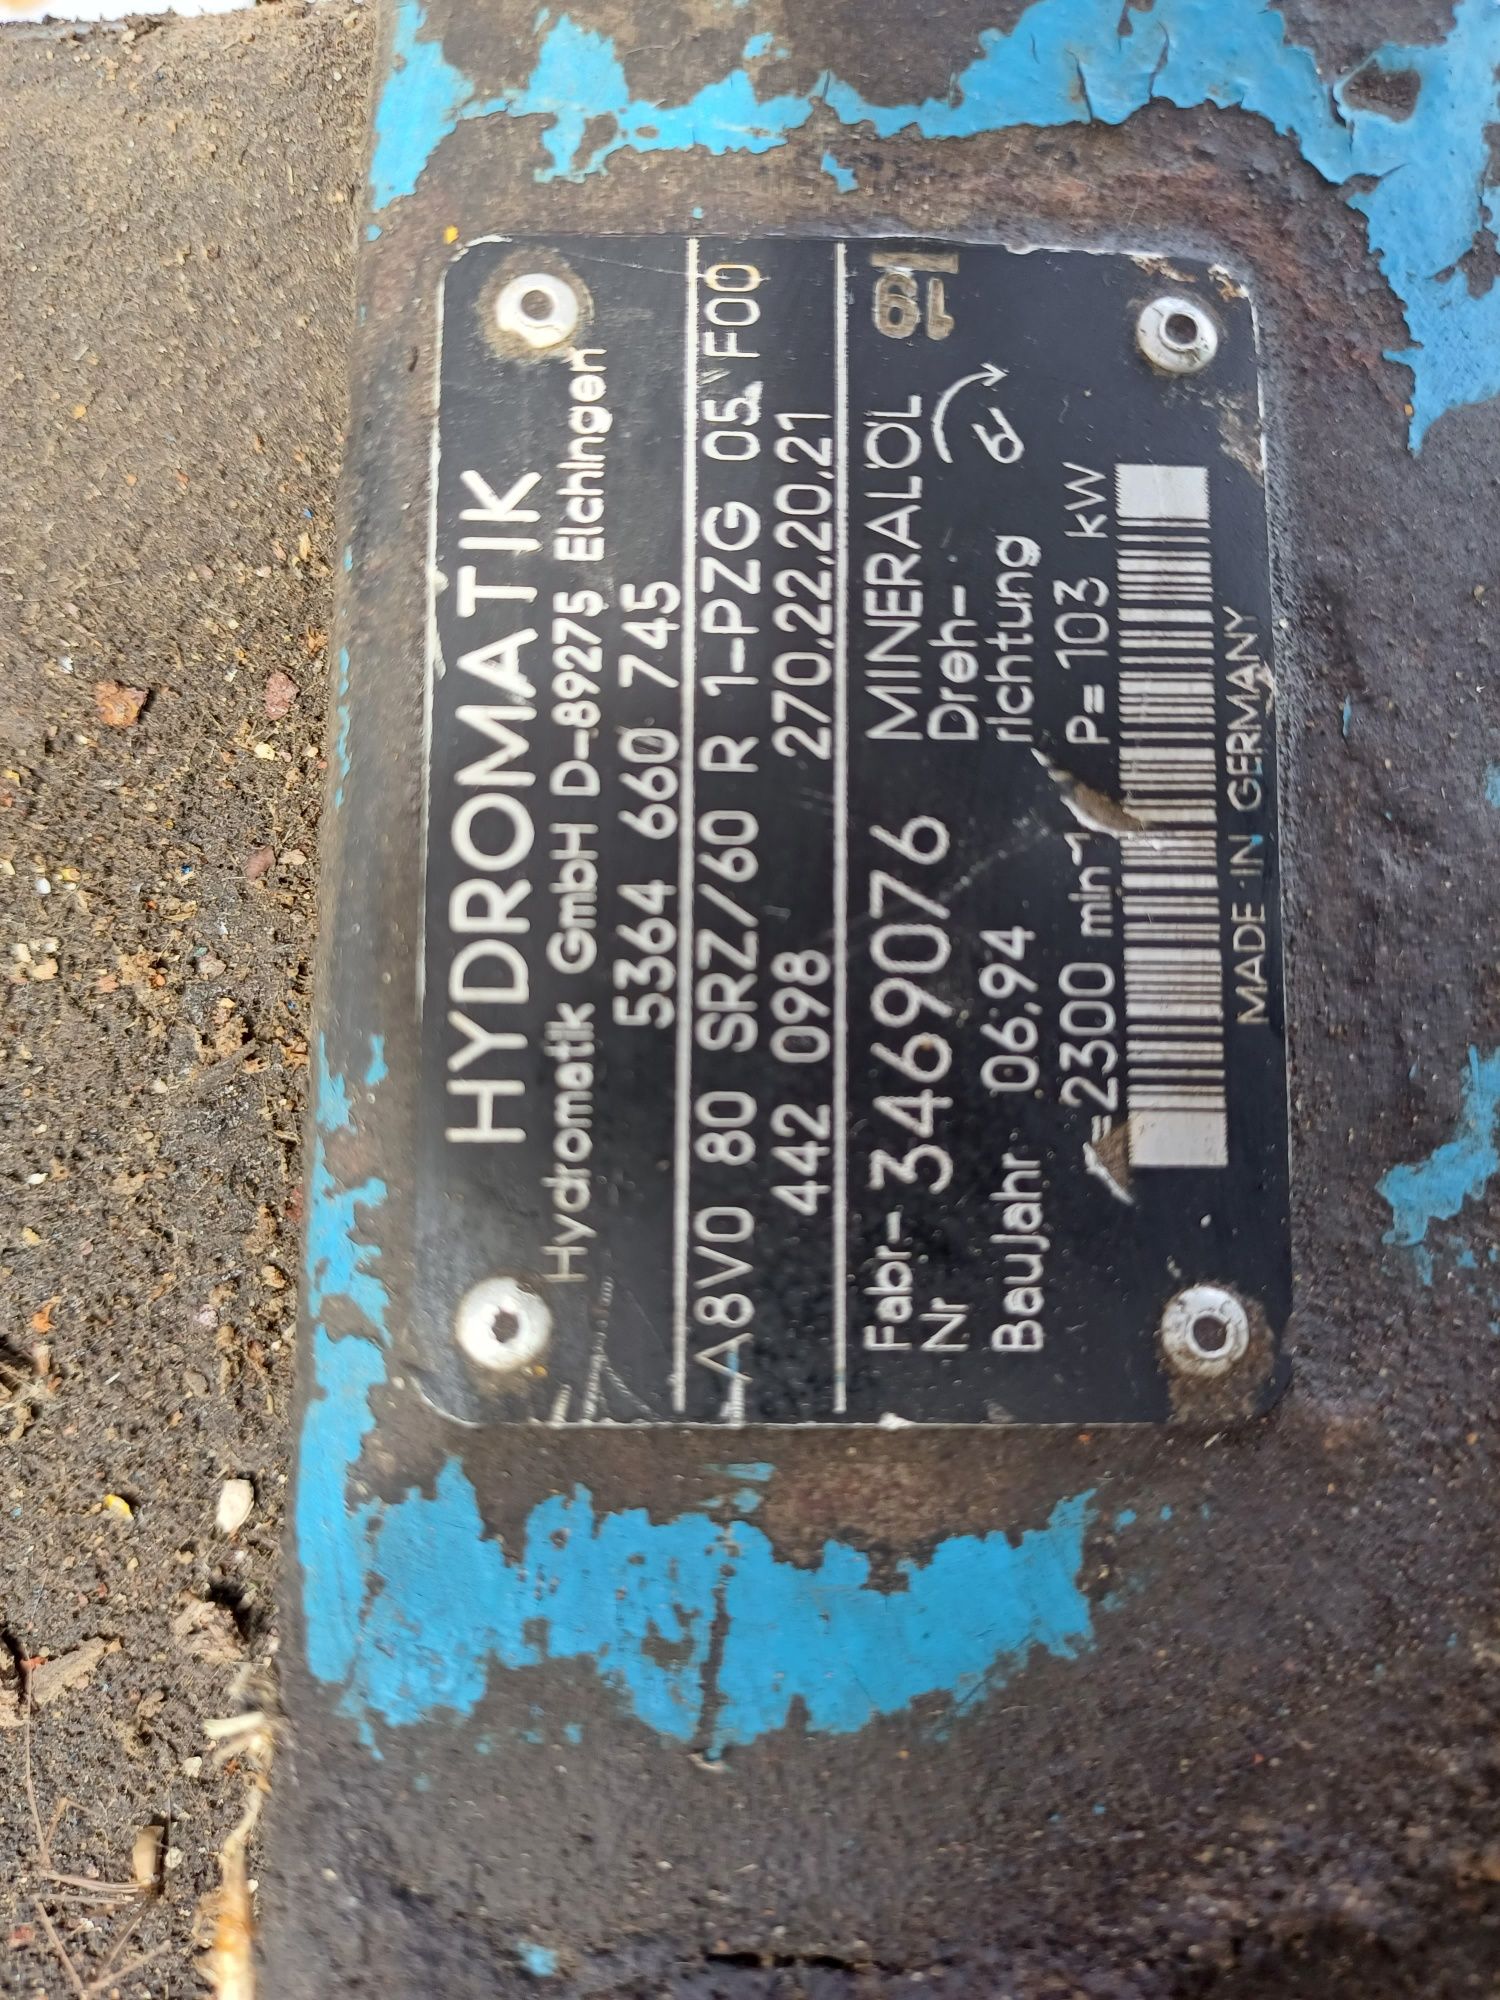 HYDROMATIK
Hydromatik GmbH D-89275 Elchingen
5364 660 745
A8V0 80 SRZ/60 R 1-PZG 05 F00
442 098 270.22.20.21
Fabr-Nr 3469076 MINERALÖL
19
Baujahr 06.94 Dreh-richtung
=2300 min-1 P= 103 kW
MADE IN GERMANY